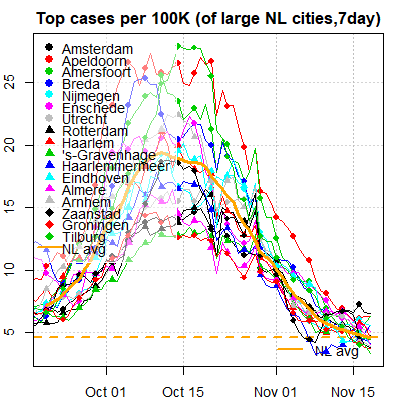 Top cases per 100K (of large NL cities,7day)
Amsterdam
Apeldoorn
Amersfoort
Breda
Nijmegen
Enschede
Utrecht
Rotterdam
Haarlem
's-Gravenhage
Haarlemmermeer
Eindhoven
Almere
Arnhem
Zaanstad
Groningen
Tilburg
NL avg
25
20
15
10
5
NL avg
Oct 01 Oct 15 Nov 01 Nov 15